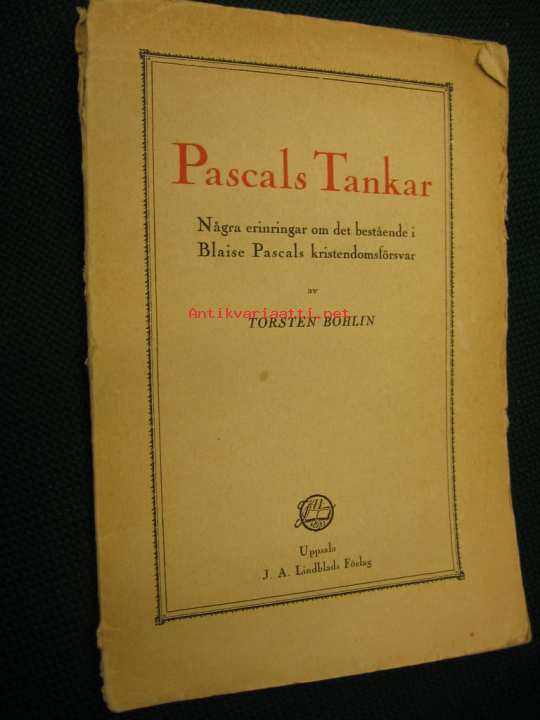 Pascals Tankar
Några erinringar om det bestående i
Blaise Pascals kristendomsförsvar
av
Antikvariaatti.net
TORSTEN BOHLIN
Uppsala
J. A. Lindblads Förlag